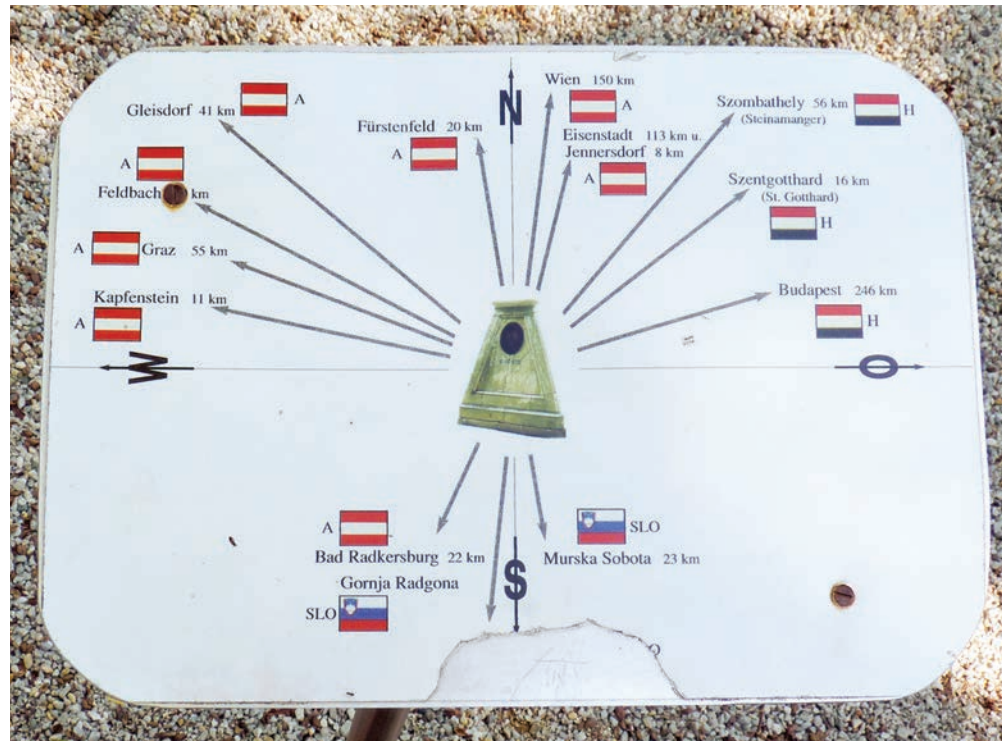 N
Wien 150 km
A
Gleisdorf 41 km
A
Fürstenfeld 20 km
A
Eisenstadt 113 km u.
Jennersdorf 8 km
A
Szombathely 56 km
(Steinamanger)
H
A
Feldbach km
Szentgotthard 16 km
(St. Gotthard)
H
A
Graz 55 km
Kapfenstein 11 km
A
Budapest 246 km
H
W
O
A
Bad Radkersburg 22 km
Gornja Radgona
SLO
SLO
Murska Sobota 23 km
S